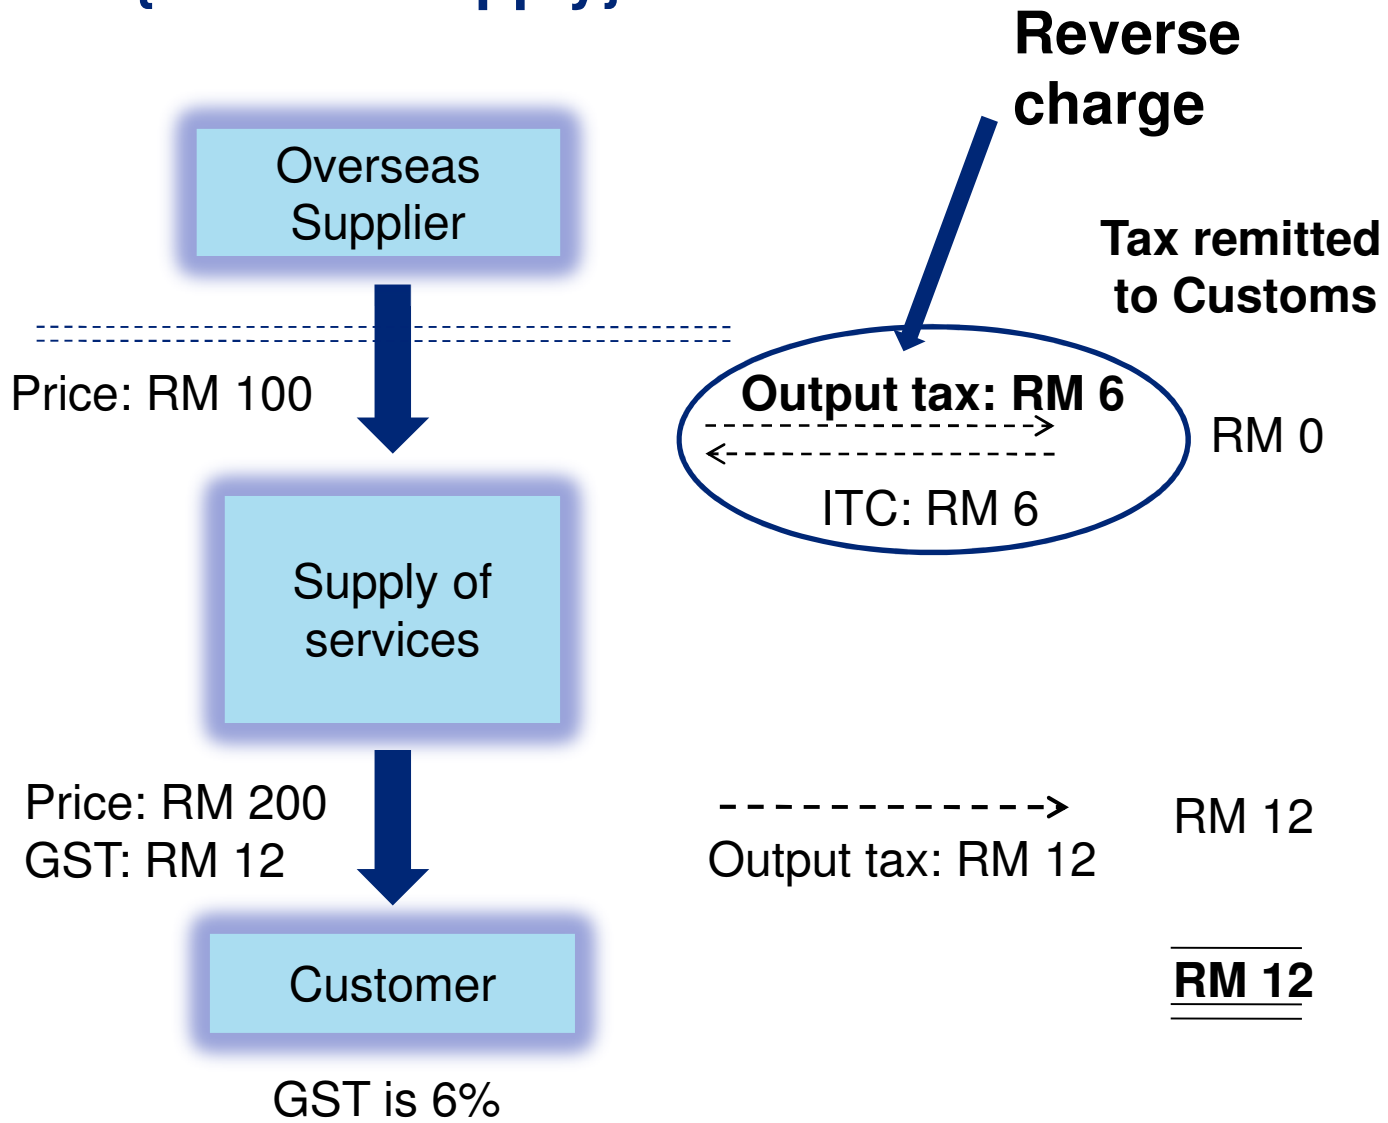 Reverse
charge
Overseas
Supplier
Tax remitted
to Customs
Price: RM 100
Output tax: RM 6
RM 0
ITC: RM 6
Supply of
services
Price: RM 200
GST: RM 12
RM 12
Output tax: RM 12
Customer
RM 12
GST is 6%